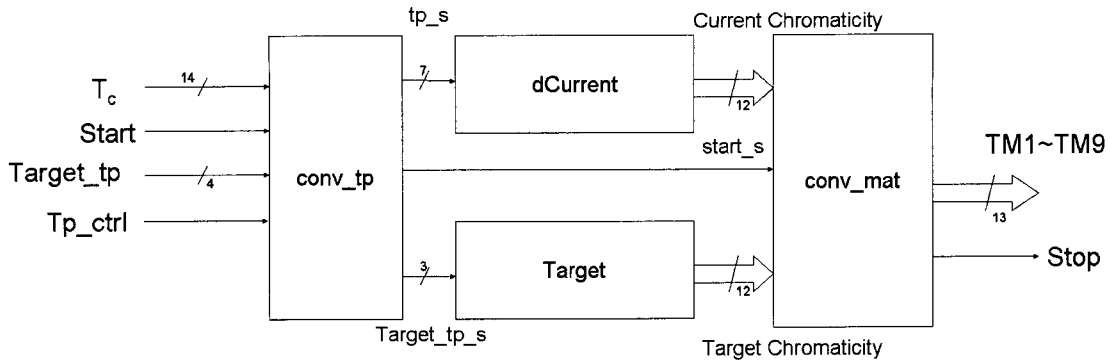 tp_s
Current Chromaticity
14
T_c
7
dCurrent
12
Start
start_s
TM1~TM9
Target_tp
4
conv_tp
conv_mat
13
Tp_ctrl
3
Target
12
Stop
Target_tp_s
Target Chromaticity